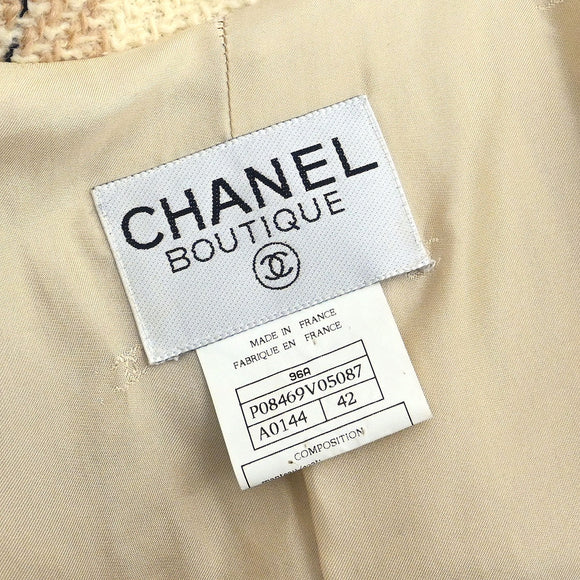 CHANEL
BOUTIQUE
MADE IN FRANCE
FABRIQUE EN FRANCE
96A
P08469V05087
A0144 42
COMPOSITION